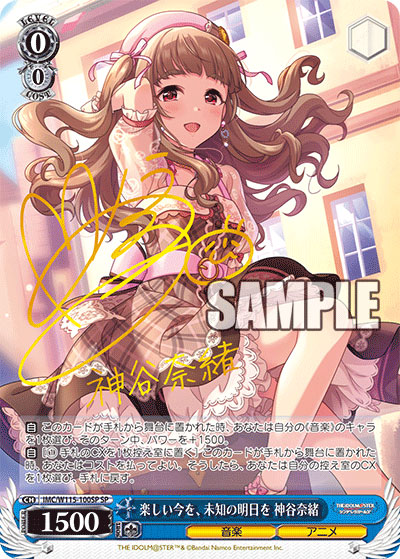 LEVEL
0
0
COST
SAMPLE
神谷奈緒
自 このカードが手札から舞台に置かれた時、あなたは自分の《音楽》のキャラ
を1枚選び、そのターン中、パワーを+1500。
自 [(1) 手札のCXを1枚控え室に置く] このカードが手札から舞台に置かれた
時、あなたはコストを払ってよい。そうしたら、あなたは自分の控え室のCX
を1枚選び、手札に戻す。
CH IMC/W115-100SP SP
POWER
1500
楽しい今を、未知の明日を 神谷奈緒
THE IDOLM@STER
音楽
アニメ
THE IDOLM@STER™ & ©Bandai Namco Entertainment Inc.